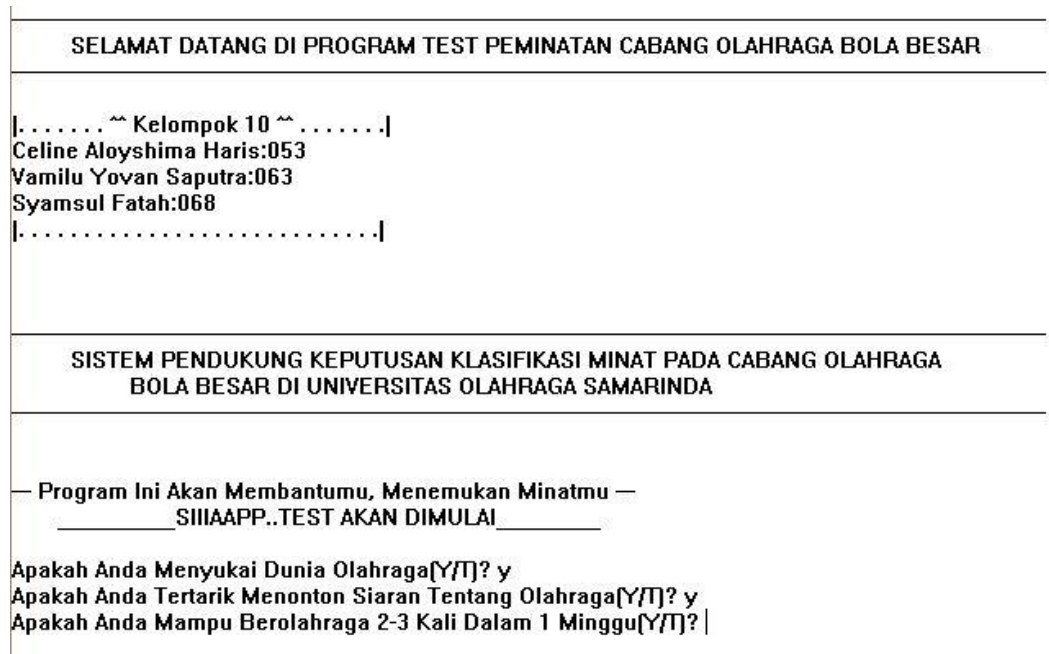 SELAMAT DATANG DI PROGRAM TEST PEMINATAN CABANG OLAHRAGA BOLA BESAR
|. . . . . . . ^^ Kelompok 10 ^^ . . . . . . .|
Celine Aloyshima Haris:053
Vamilu Yovan Saputra:063
Syamsul Fatah:068
|. . . . . . . . . . . . . . . . . . . . . . . . . . . .|
SISTEM PENDUKUNG KEPUTUSAN KLASIFIKASI MINAT PADA CABANG OLAHRAGA
BOLA BESAR DI UNIVERSITAS OLAHRAGA SAMARINDA
— Program Ini Akan Membantumu, Menemukan Minatmu —
__________SIIIAAPP..TEST AKAN DIMULAI_________
Apakah Anda Menyukai Dunia Olahraga(Y/T)? y
Apakah Anda Tertarik Menonton Siaran Tentang Olahraga(Y/T)? y
Apakah Anda Mampu Berolahraga 2-3 Kali Dalam 1 Minggu(Y/T)?